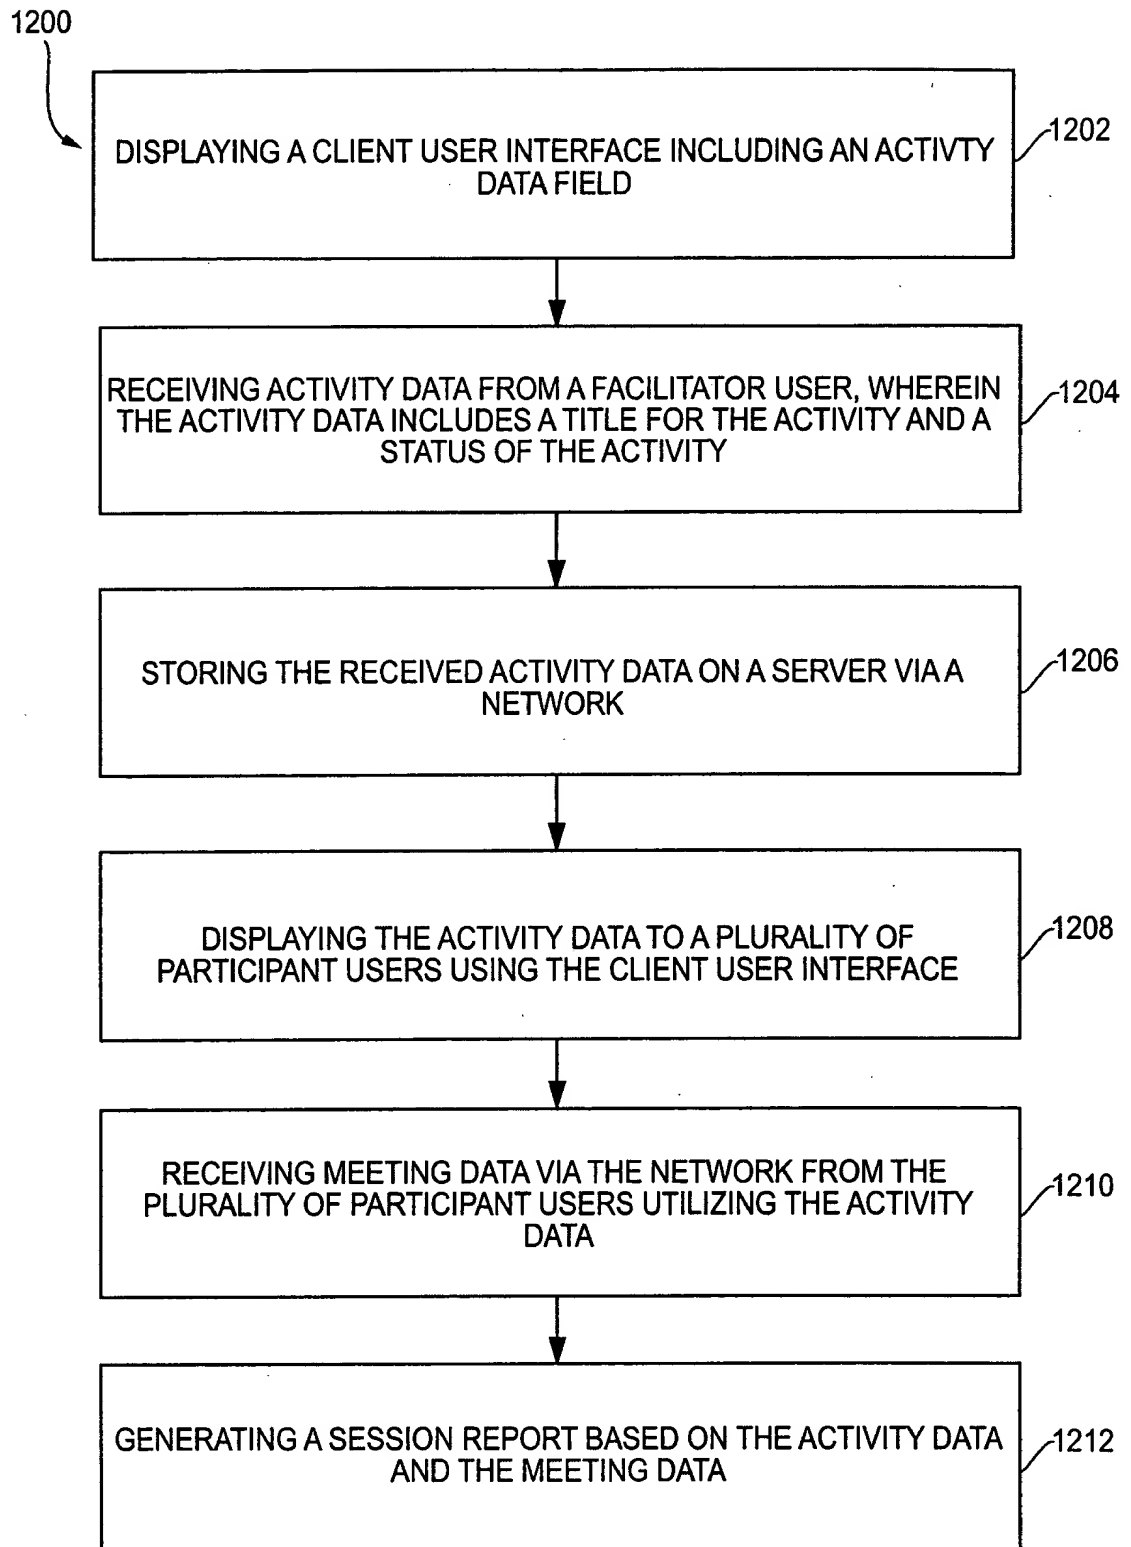 1200
DISPLAYING A CLIENT USER INTERFACE INCLUDING AN ACTIVTY
DATA FIELD
1202
RECEIVING ACTIVITY DATA FROM A FACILITATOR USER, WHEREIN
THE ACTIVITY DATA INCLUDES A TITLE FOR THE ACTIVITY AND A
STATUS OF THE ACTIVITY
1204
STORING THE RECEIVED ACTIVITY DATA ON A SERVER VIA A
NETWORK
1206
DISPLAYING THE ACTIVITY DATA TO A PLURALITY OF
PARTICIPANT USERS USING THE CLIENT USER INTERFACE
1208
RECEIVING MEETING DATA VIA THE NETWORK FROM THE
PLURALITY OF PARTICIPANT USERS UTILIZING THE ACTIVITY
DATA
1210
GENERATING A SESSION REPORT BASED ON THE ACTIVITY DATA
AND THE MEETING DATA
1212